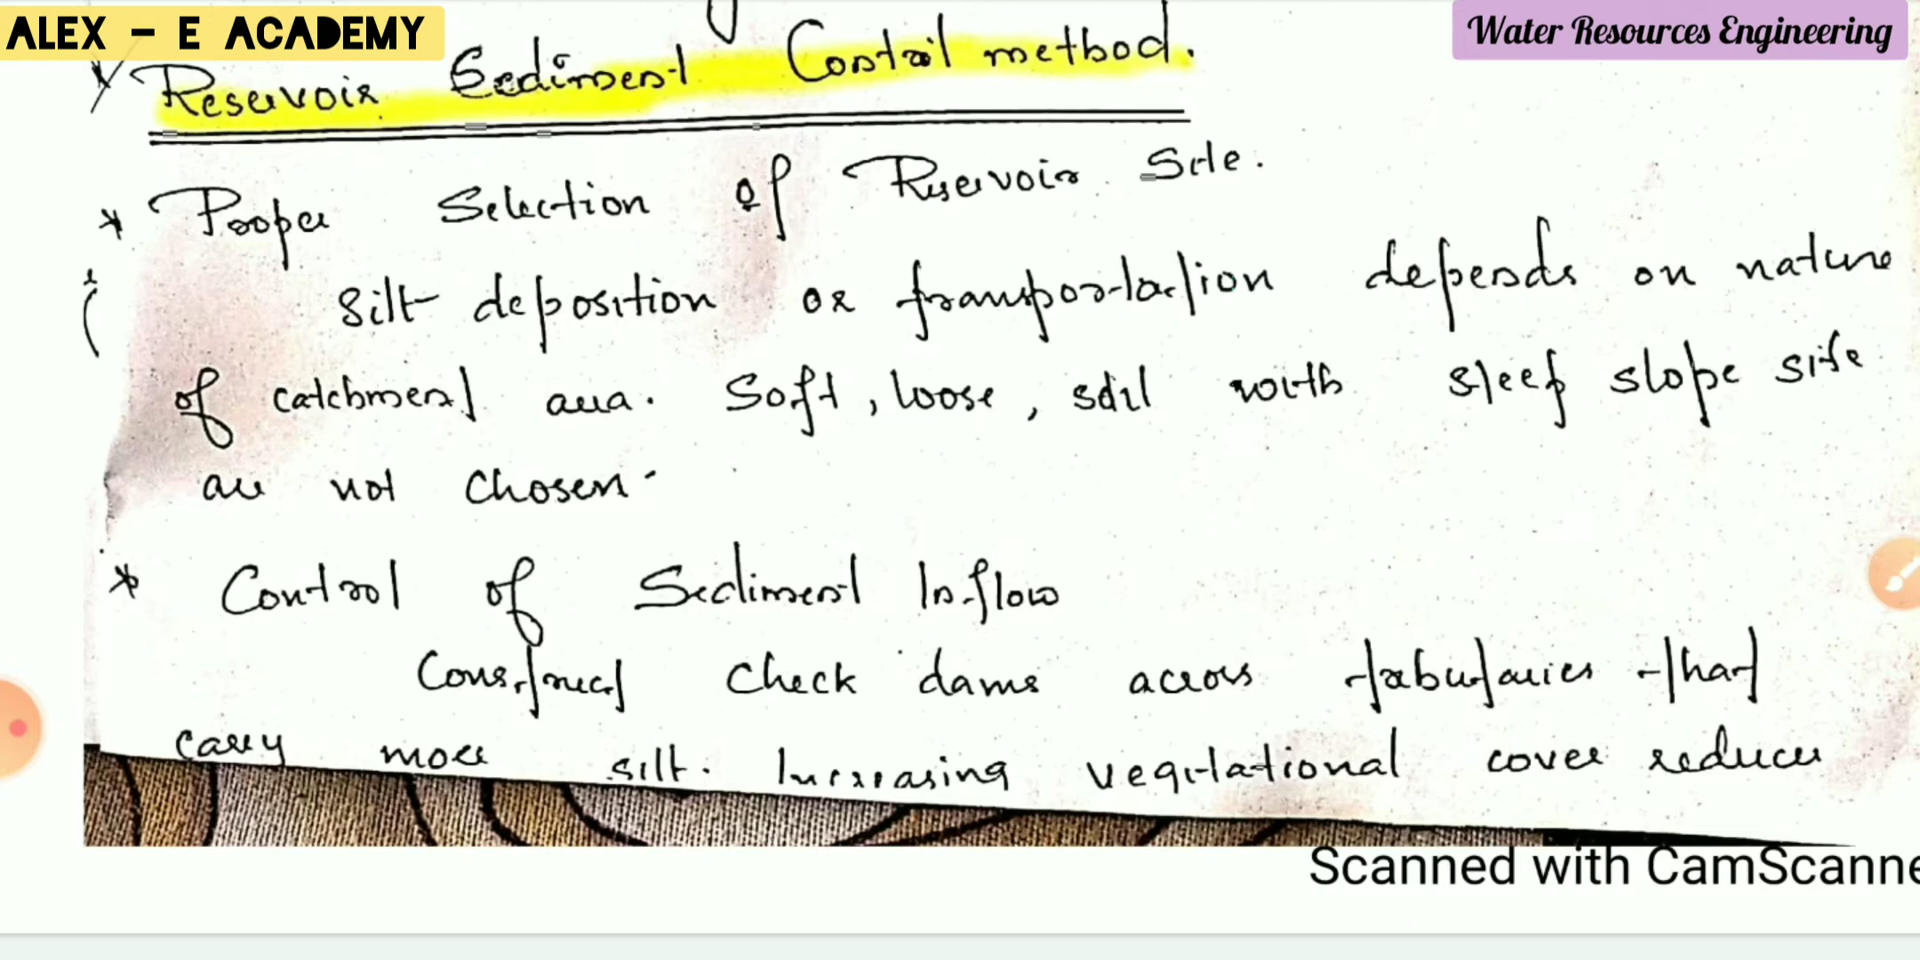 ALEX - E ACADEMY
Water Resources Engineering
Reservoir Sediment Control method.
* Proper Selection of Reservoir Site.
Silt deposition or transportation depends on nature
of catchment area. Soft, loose, soil with steep slope site
are not chosen.
* Control of Sediment Inflow
Construct check dams across tributaries that
carry more silt. Increasing vegetational cover reduces
Scanned with CamScanne